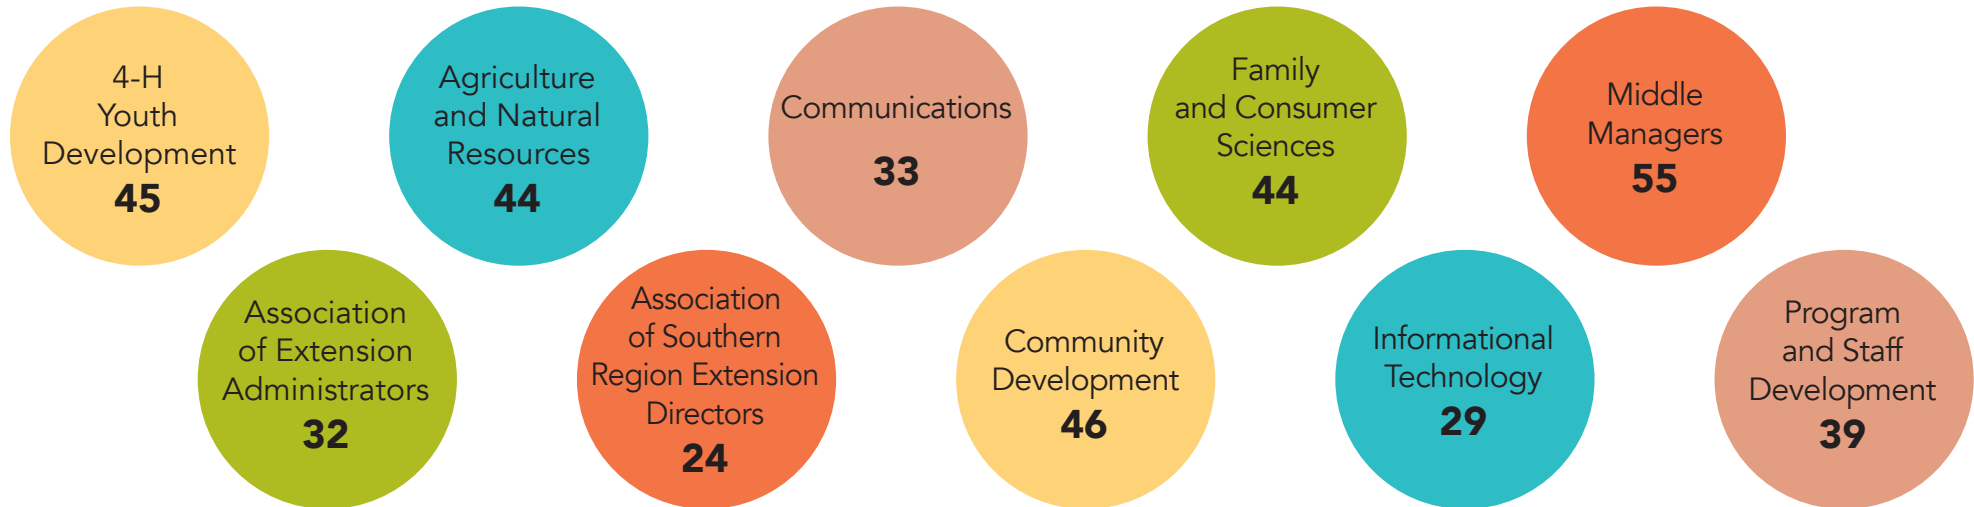 4-H
Youth
Development
45
Agriculture
and Natural
Resources
44
Communications
33
Family
and Consumer
Sciences
44
Middle
Managers
55
Association
of Extension
Administrators
32
Association
of Southern
Region Extension
Directors
24
Community
Development
46
Informational
Technology
29
Program
and Staff
Development
39